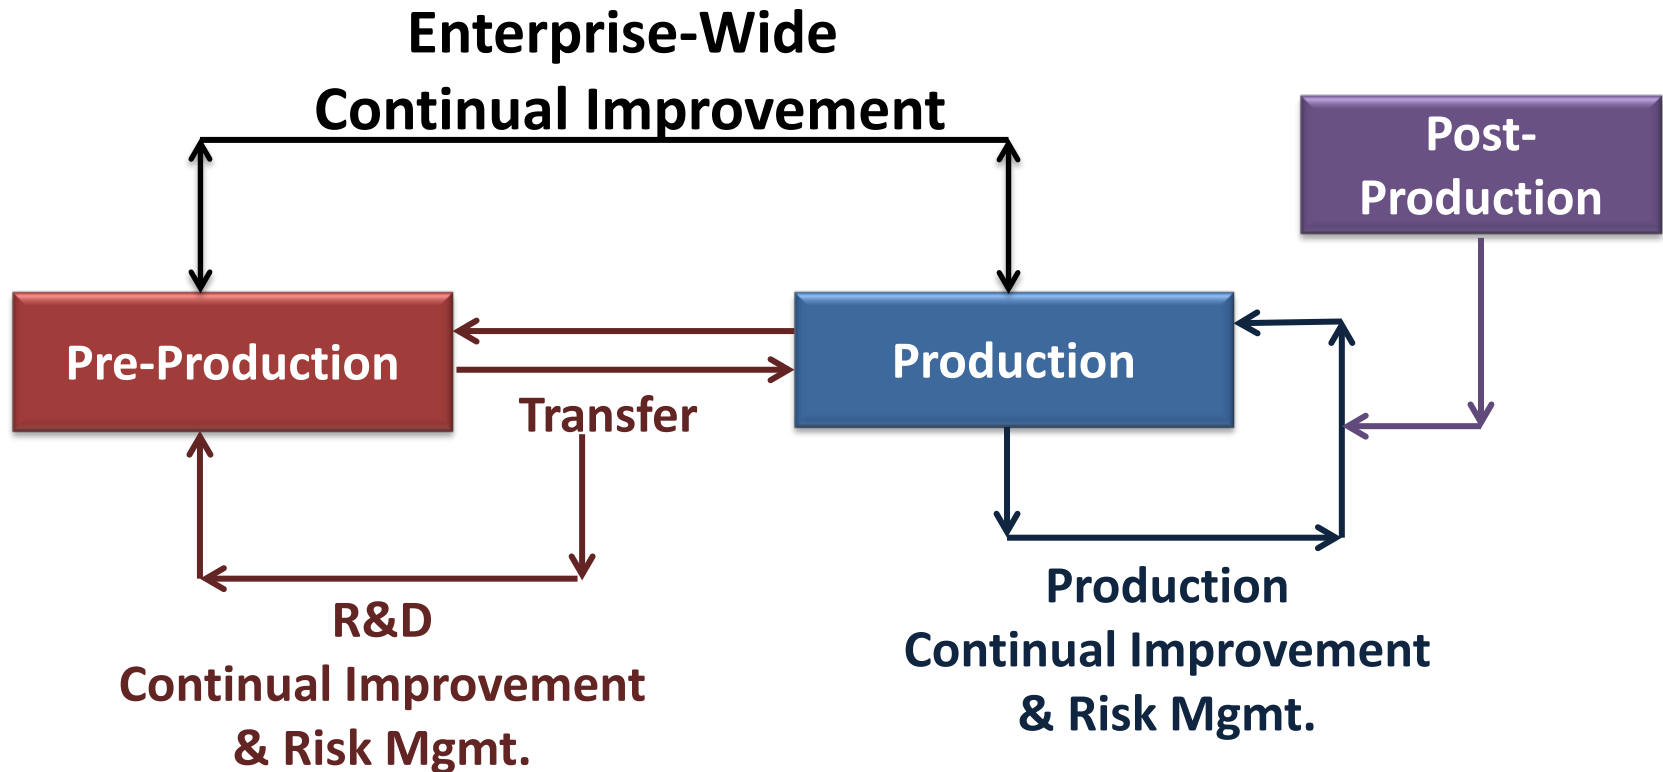 Enterprise-Wide
Continual Improvement
Post-
Production
Pre-Production
Production
Transfer
R&D
Continual Improvement
& Risk Mgmt.
Production
Continual Improvement
& Risk Mgmt.